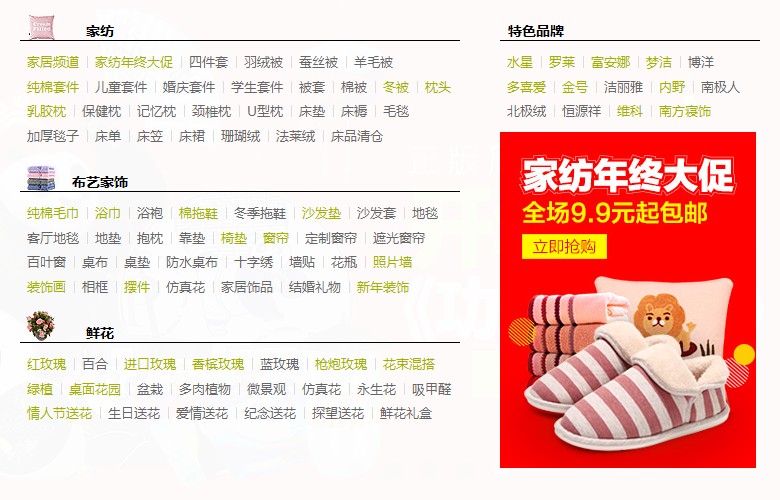 家纺
家居频道 家纺年终大促 四件套 羽绒被 蚕丝被 羊毛被
纯棉套件 儿童套件 婚庆套件 学生套件 被套 棉被 冬被 枕头
乳胶枕 保健枕 记忆枕 颈椎枕 U型枕 床垫 床褥 毛毯
加厚毯子 床单 床笠 床裙 珊瑚绒 法莱绒 床品清仓
布艺家饰
纯棉毛巾 浴巾 浴袍 棉拖鞋 冬季拖鞋 沙发垫 沙发套 地毯
客厅地毯 地垫 抱枕 靠垫 椅垫 窗帘 定制窗帘 遮光窗帘
百叶窗 桌布 桌垫 防水桌布 十字绣 墙贴 花瓶 照片墙
装饰画 相框 摆件 仿真花 家居饰品 结婚礼物 新年装饰
鲜花
红玫瑰 百合 进口玫瑰 香槟玫瑰 蓝玫瑰 枪炮玫瑰 花束混搭
绿植 桌面花园 盆栽 多肉植物 微景观 仿真花 永生花 吸甲醛
情人节送花 生日送花 爱情送花 纪念送花 探望送花 鲜花礼盒
特色品牌
水星 罗莱 富安娜 梦洁 博洋
多喜爱 金号 洁丽雅 内野 南极人
北极绒 恒源祥 维科 南方寝饰
家纺年终大促
全场9.9元起包邮
立即抢购